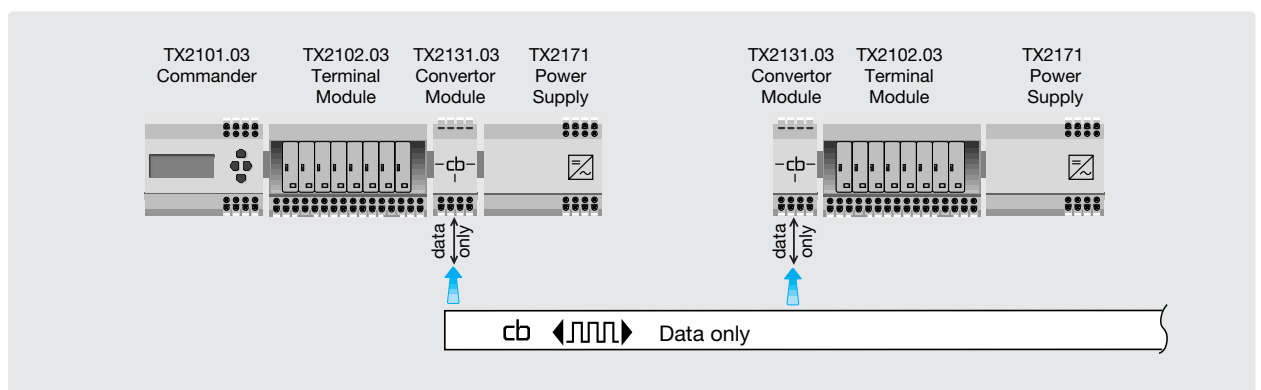 TX2101.03
Commander
TX2102.03
Terminal
Module
TX2131.03
Convertor
Module
TX2171
Power
Supply
TX2131.03
Convertor
Module
TX2102.03
Terminal
Module
TX2171
Power
Supply
cb
cb
data
only
data
only
cb Data only